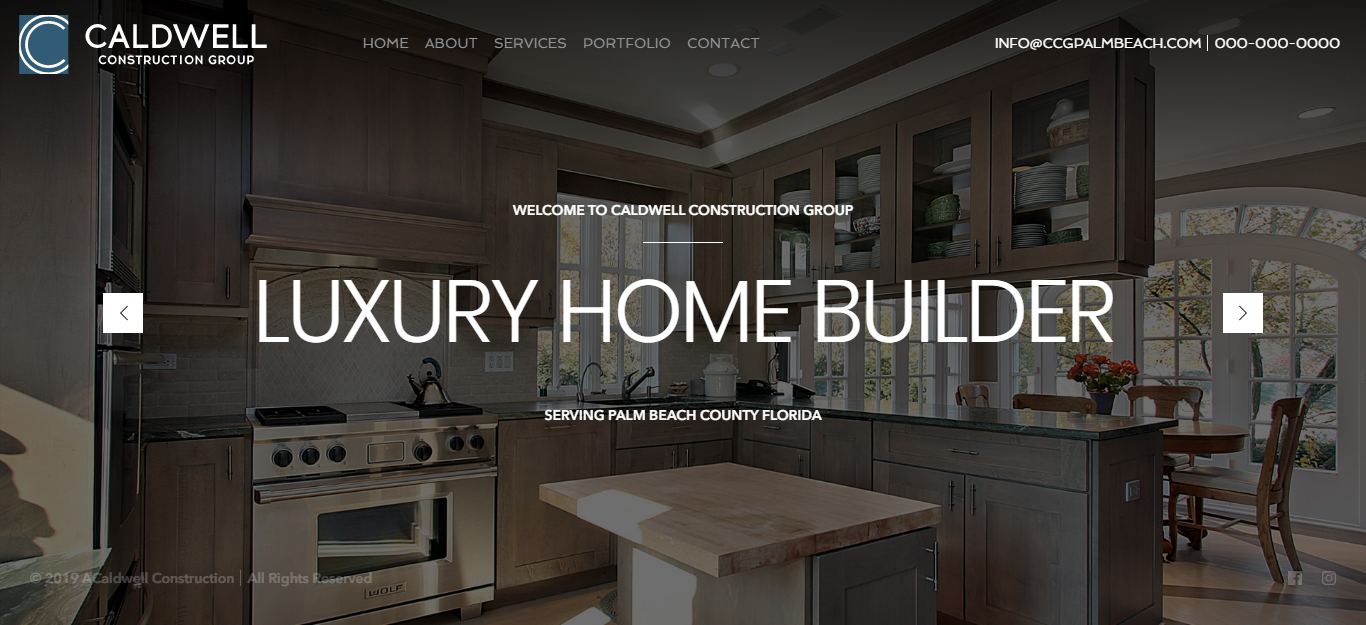 CALDWELL
CONSTRUCTION GROUP
HOME ABOUT SERVICES PORTFOLIO CONTACT
INFO@CCGPALMBEACH.COM | 000-000-0000
WELCOME TO CALDWELL CONSTRUCTION GROUP
LUXURY HOME BUILDER
SERVING PALM BEACH COUNTY FLORIDA
© 2019 ACaldwell Construction | All Rights Reserved
WOLF